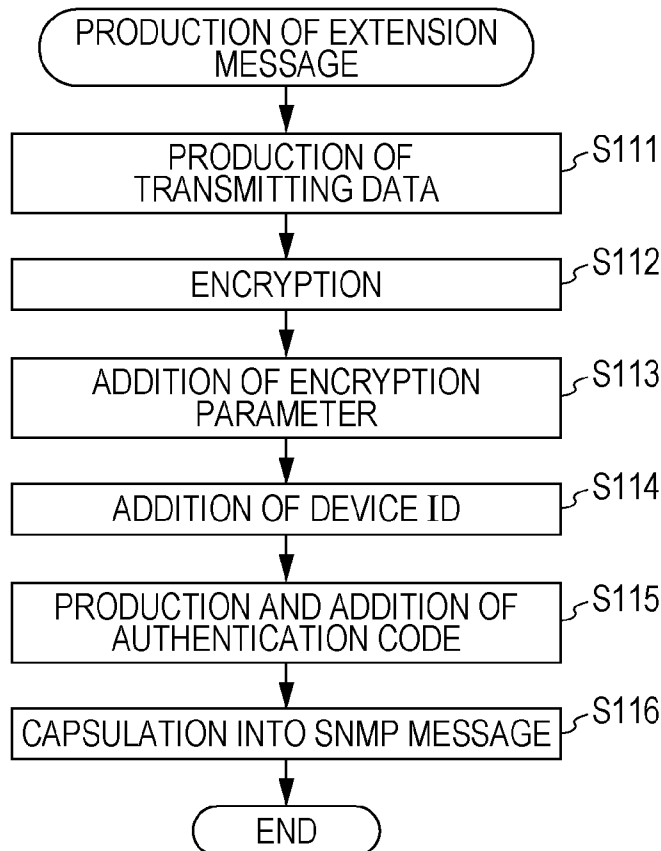 PRODUCTION OF EXTENSION
MESSAGE
PRODUCTION OF
TRANSMITTING DATA
S111
ENCRYPTION
S112
ADDITION OF ENCRYPTION
PARAMETER
S113
ADDITION OF DEVICE ID
S114
PRODUCTION AND ADDITION OF
AUTHENTICATION CODE
S115
CAPSULATION INTO SNMP MESSAGE
S116
END